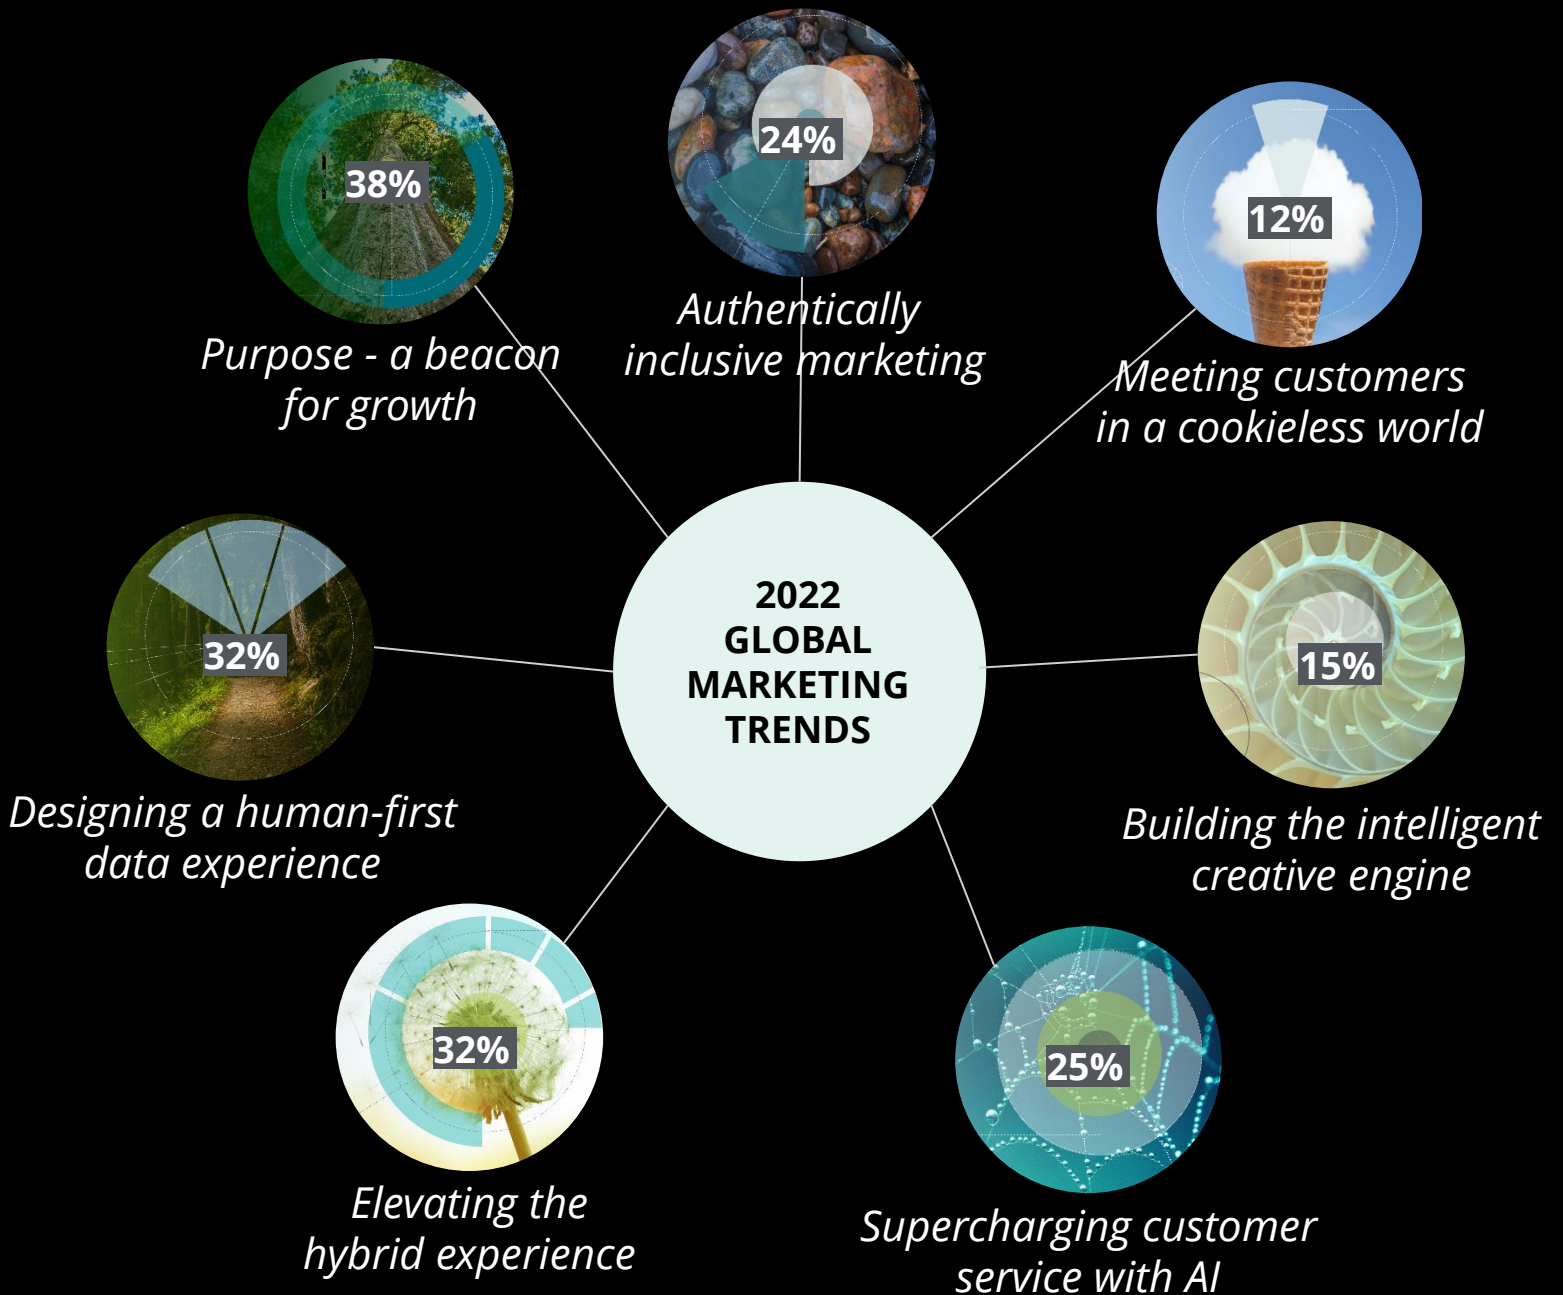 38%
Purpose - a beacon
for growth
24%
Authentically
inclusive marketing
12%
Meeting customers
in a cookieless world
2022
GLOBAL
MARKETING
TRENDS
32%
Designing a human-first
data experience
15%
Building the intelligent
creative engine
32%
Elevating the
hybrid experience
25%
Supercharging customer
service with AI